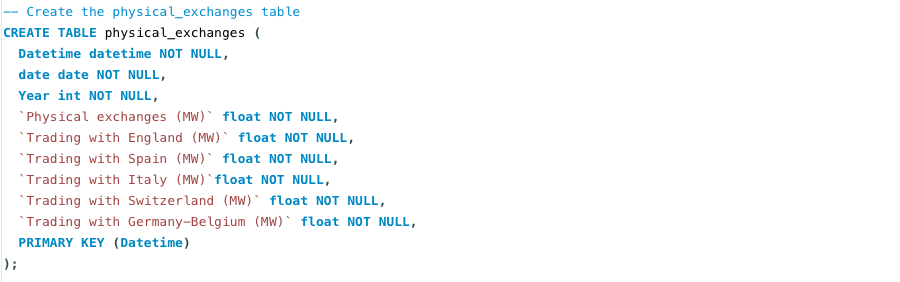 -- Create the physical_exchanges table
CREATE TABLE physical_exchanges (
  Datetime datetime NOT NULL,
  date date NOT NULL,
  Year int NOT NULL,
  `Physical exchanges (MW)` float NOT NULL,
  `Trading with England (MW)` float NOT NULL,
  `Trading with Spain (MW)` float NOT NULL,
  `Trading with Italy (MW)`float NOT NULL,
  `Trading with Switzerland (MW)` float NOT NULL,
  `Trading with Germany-Belgium (MW)` float NOT NULL,
  PRIMARY KEY (Datetime)
);